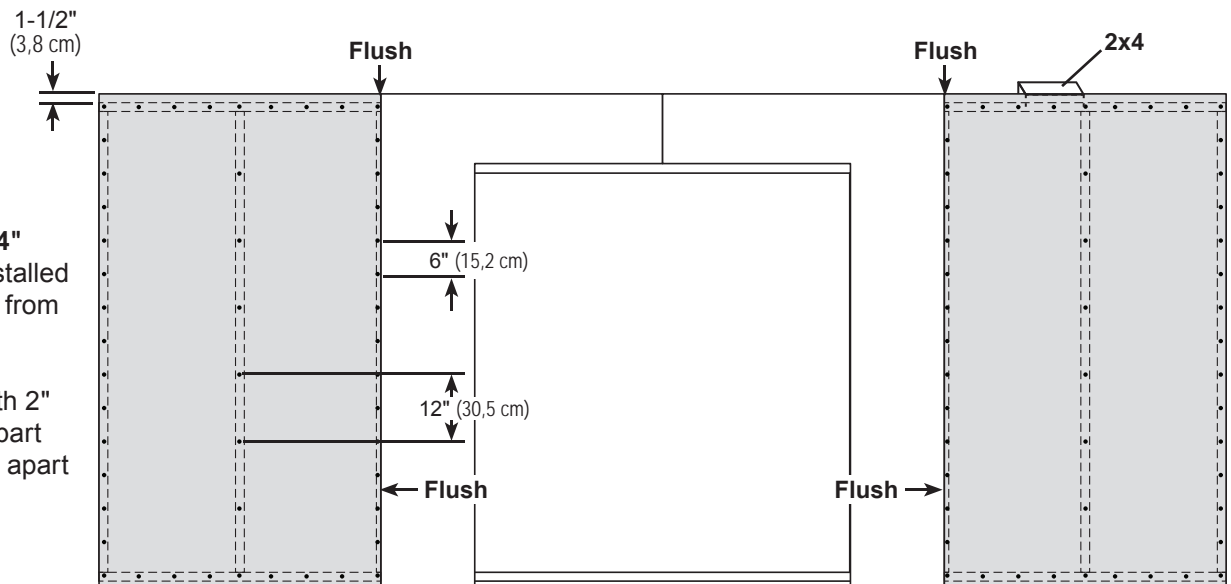 1-1/2"
(3,8 cm)
Flush
Flush
2x4
4"
stalled
from
6" (15,2 cm)
12" (30,5 cm)
th 2"
part
apart
Flush
Flush